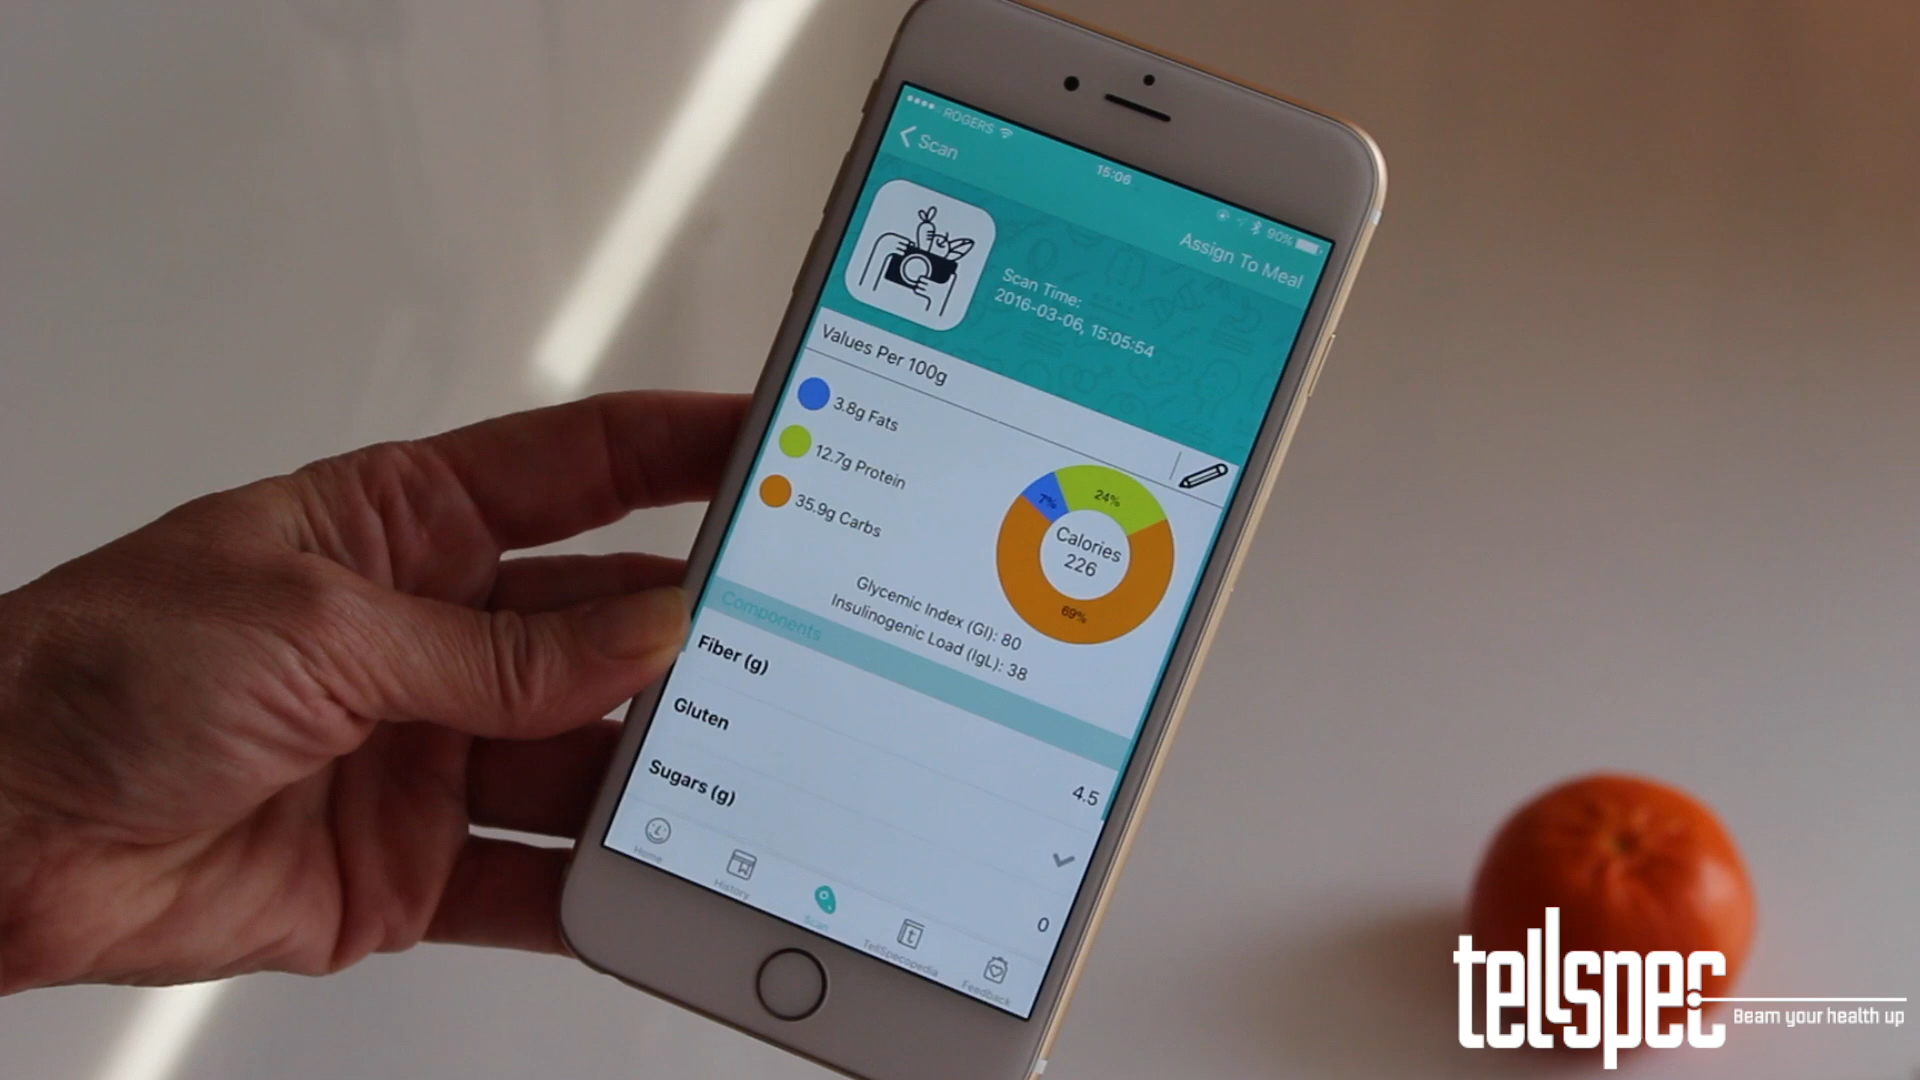 ROGERS
15:06
90%
Scan
Assign To Meal
Scan Time:
2016-03-06, 15:05:54
Values Per 100g
3.8g Fats
12.7g Protein
35.9g Carbs
7%
24%
69%
Calories
226
Glycemic Index (GI): 80
Insulinogenic Load (IgL): 38
Components
Fiber (g)
4.5
Gluten
Sugars (g)
0
Home
History
Scan
TellSpecopedia
Feedback
tellspec
Beam your health up